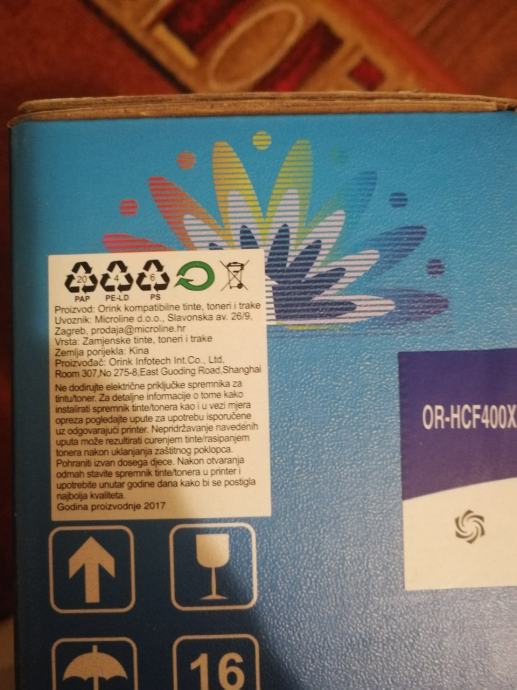 20 4 6
PAP PE-LD PS
Proizvod: Orink kompatibilne tinte, toneri i trake
Uvoznik: Microline d.o.o., Slavonska av. 26/9,
Zagreb, prodaja@microline.hr
Vrsta: Zamjenske tinte, toneri i trake
Zemlja porijekla: Kina
Proizvođač: Orink Infotech Int.Co., Ltd,
Room 307,No 275-8,East Guoding Road,Shanghai
Ne dodirujte električne priključke spremnika za
tintu/toner. Za detaljne informacije o tome kako
instalirati spremnik tinte/tonera kao i u vezi mjera
opreza pogledajte upute za upotrebu isporučene
uz odgovarajući printer. Nepridržavanje navedenih
uputa može rezultirati curenjem tinte/rasipanjem
tonera nakon uklanjanja zaštitnog poklopca.
Pohraniti izvan dosega djece. Nakon otvaranja
odmah stavite spremnik tinte/tonera u printer i
upotrebite unutar godine dana kako bi se postigla
najbolja kvaliteta.
Godina proizvodnje 2017
OR-HCF400X
16